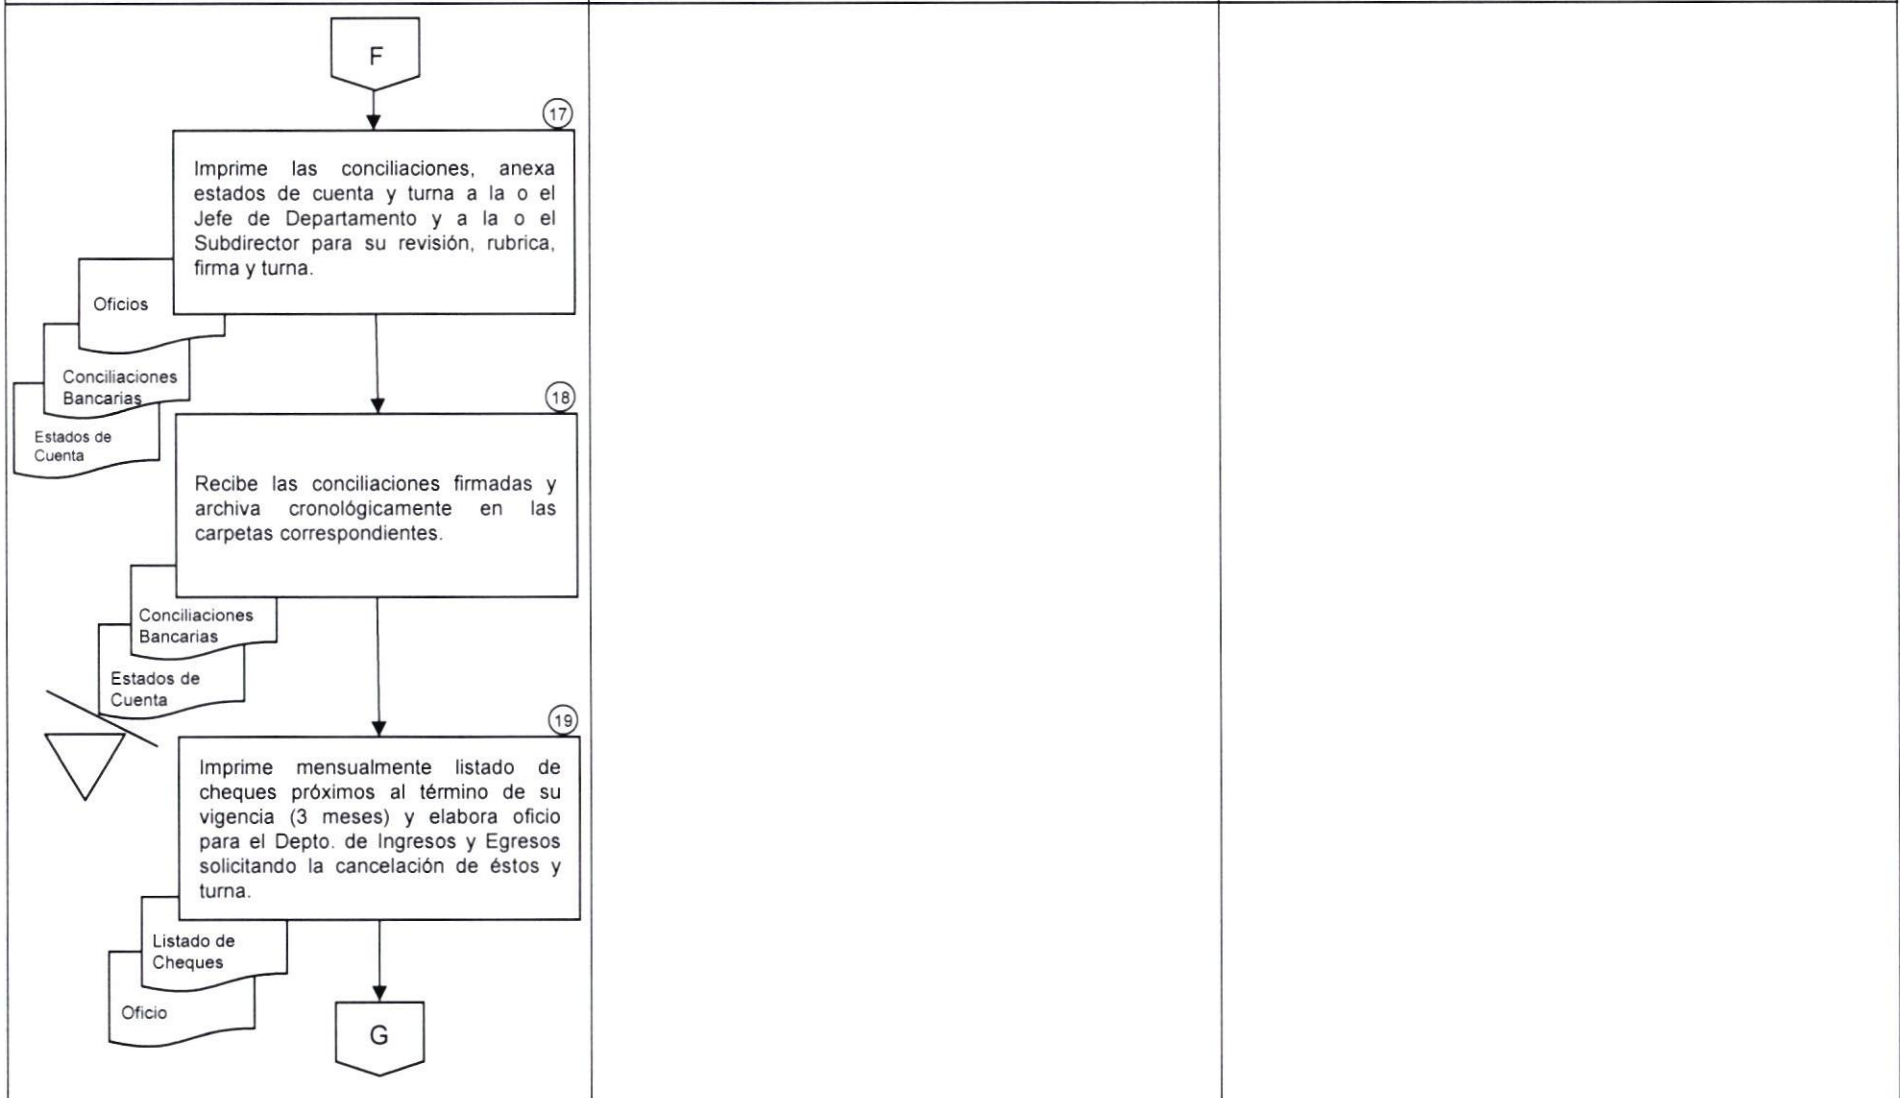 F
17
Imprime las conciliaciones, anexa
estados de cuenta y turna a la o el
Jefe de Departamento y a la o el
Subdirector para su revisión, rubrica,
firma y turna.
Oficios
Conciliaciones
Bancarias
Estados de
Cuenta
18
Recibe las conciliaciones firmadas y
archiva cronológicamente en las
carpetas correspondientes.
Conciliaciones
Bancarias
Estados de
Cuenta
19
Imprime mensualmente listado de
cheques próximos al término de su
vigencia (3 meses) y elabora oficio
para el Depto. de Ingresos y Egresos
solicitando la cancelación de éstos y
turna.
Listado de
Cheques
Oficio
G